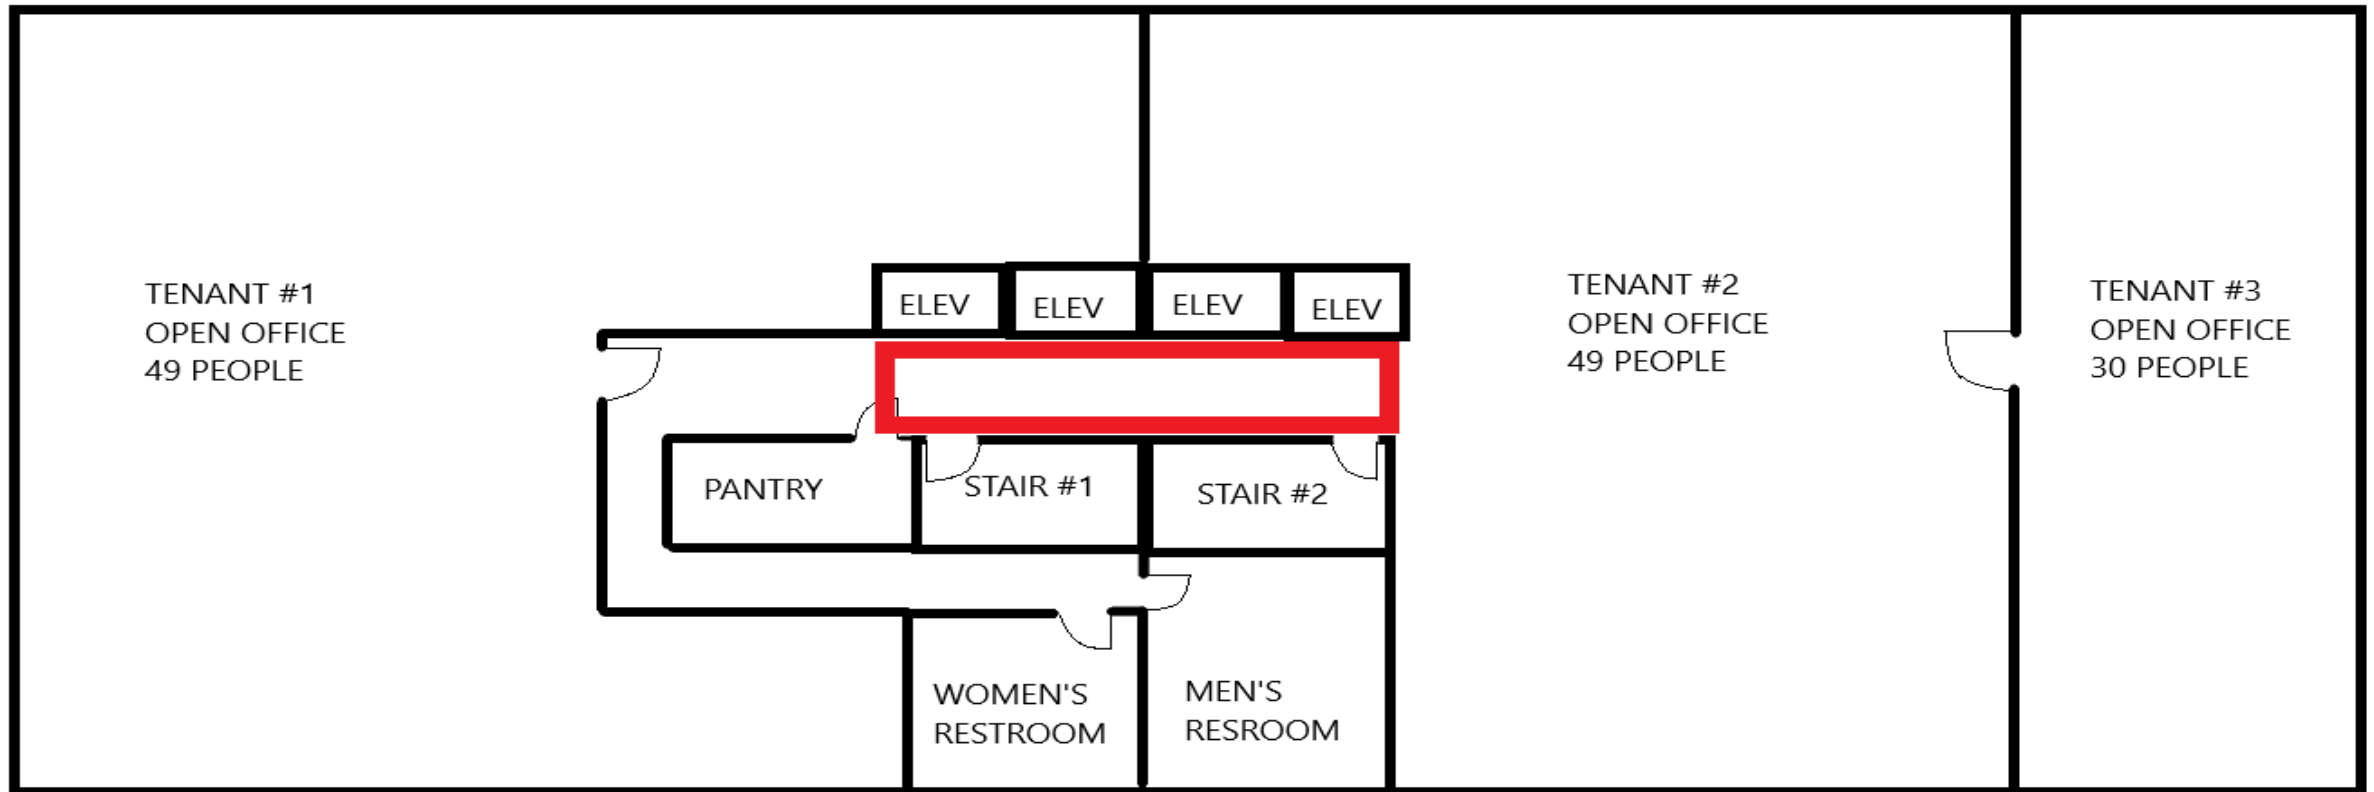 TENANT #1
OPEN OFFICE
49 PEOPLE
ELEV
ELEV
ELEV
ELEV
TENANT #2
OPEN OFFICE
49 PEOPLE
TENANT #3
OPEN OFFICE
30 PEOPLE
PANTRY
STAIR #1
STAIR #2
WOMEN'S
RESTROOM
MEN'S
RESROOM